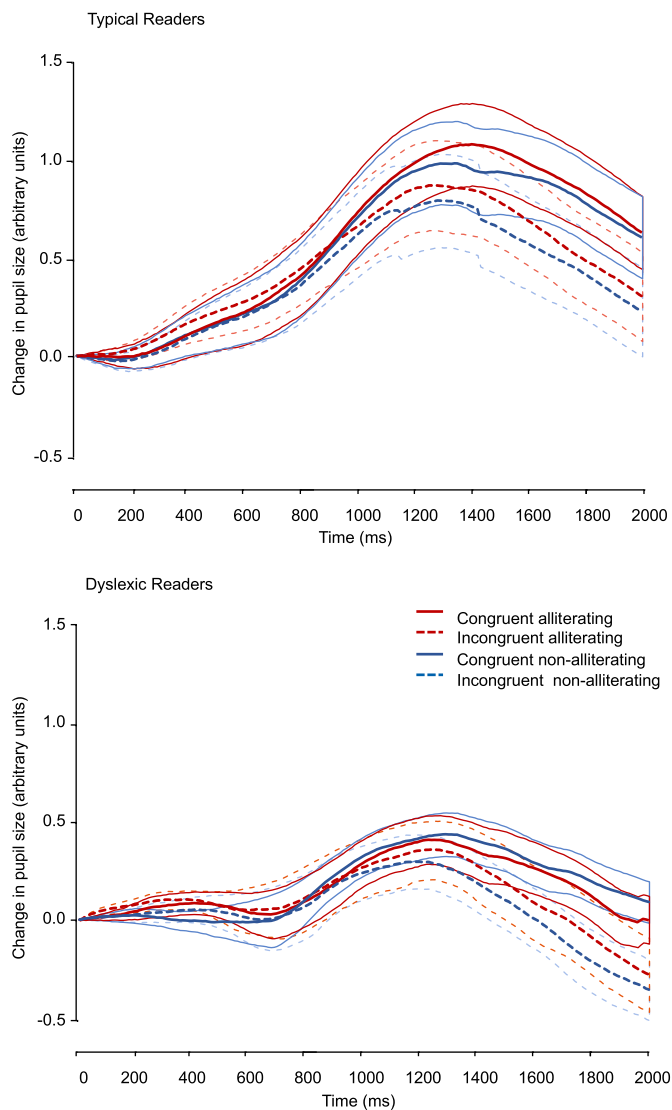 Typical Readers
1.5
1.0
0.5
0.0
-0.5
Change in pupil size (arbitrary units)
0 200 400 600 800 1000 1200 1400 1600 1800 2000
Time (ms)
Dyslexic Readers
Congruent alliterating
Incongruent alliterating
Congruent non-alliterating
Incongruent non-alliterating
1.5
1.0
0.5
0.0
-0.5
Change in pupil size (arbitrary units)
0 200 400 600 800 1000 1200 1400 1600 1800 2000
Time (ms)